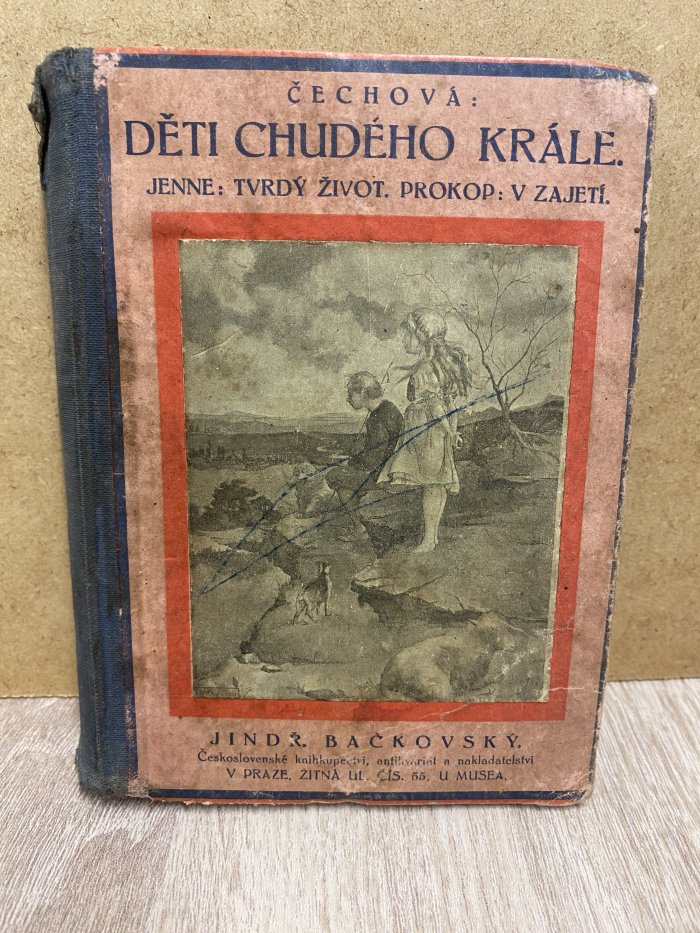 ČECHOVÁ:
DĚTI CHUDÉHO KRÁLE.
JENNE: TVRDÝ ŽIVOT. PROKOP: V ZAJETÍ.
JINDŘ. BAČKOVSKÝ,
Československé knihkupectví, antikvariát a nakladatelství
V PRAZE, ŽITNÁ UL. ČÍS. 55, U MUSEA.